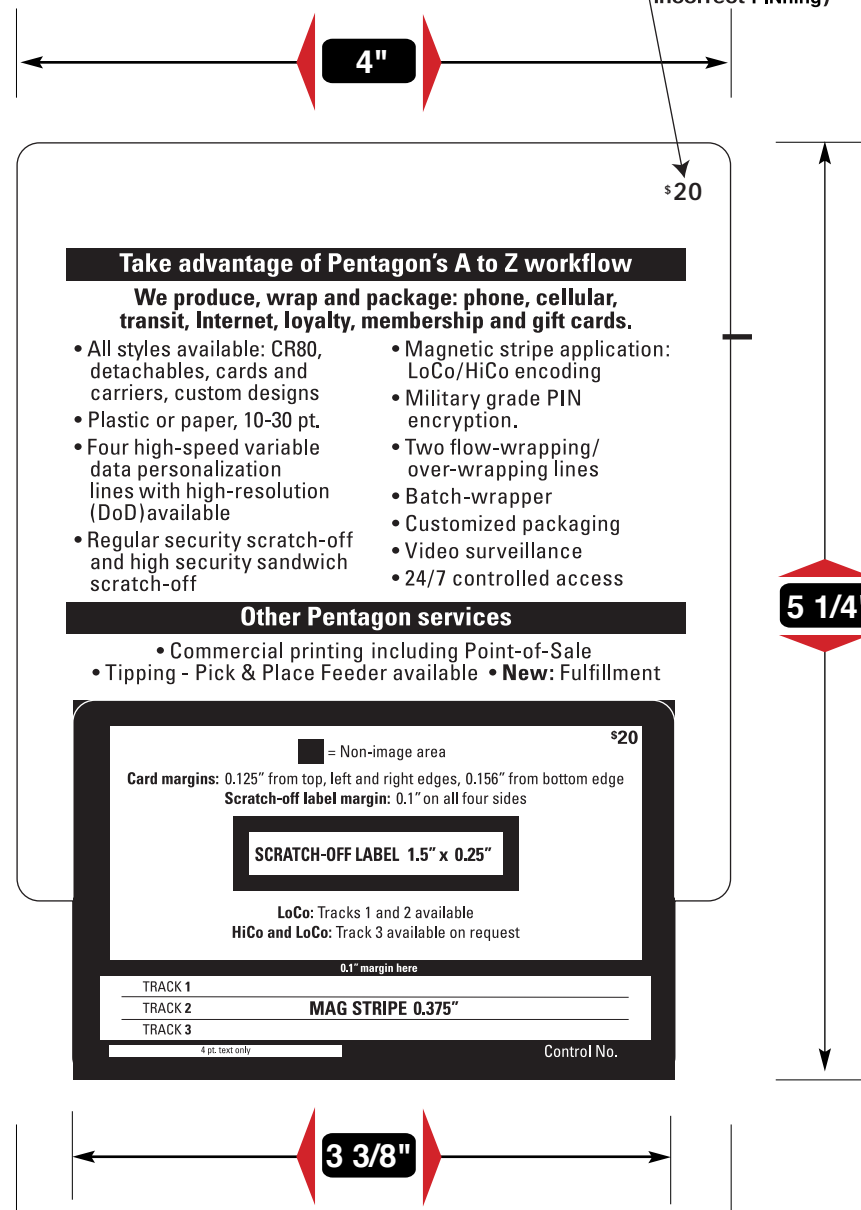 Incorrect PINning)
4"
$20
Take advantage of Pentagon's A to Z workflow
We produce, wrap and package: phone, cellular,
transit, Internet, loyalty, membership and gift cards.
• All styles available: CR80,
detachables, cards and
carriers, custom designs
• Plastic or paper, 10-30 pt.
• Four high-speed variable
data personalization
lines with high-resolution
(DoD)available
• Regular security scratch-off
and high security sandwich
scratch-off
• Magnetic stripe application:
LoCo/HiCo encoding
• Military grade PIN
encryption.
• Two flow-wrapping/
over-wrapping lines
• Batch-wrapper
• Customized packaging
• Video surveillance
• 24/7 controlled access
5 1/4"
Other Pentagon services
• Commercial printing including Point-of-Sale
• Tipping - Pick & Place Feeder available • New: Fulfillment
$20
= Non-image area
Card margins: 0.125" from top, left and right edges, 0.156" from bottom edge
Scratch-off label margin: 0.1" on all four sides
SCRATCH-OFF LABEL 1.5" x 0.25"
LoCo: Tracks 1 and 2 available
HiCo and LoCo: Track 3 available on request
0.1" margin here
TRACK 1
TRACK 2 MAG STRIPE 0.375"
TRACK 3
4 pt. text only
Control No.
3 3/8"